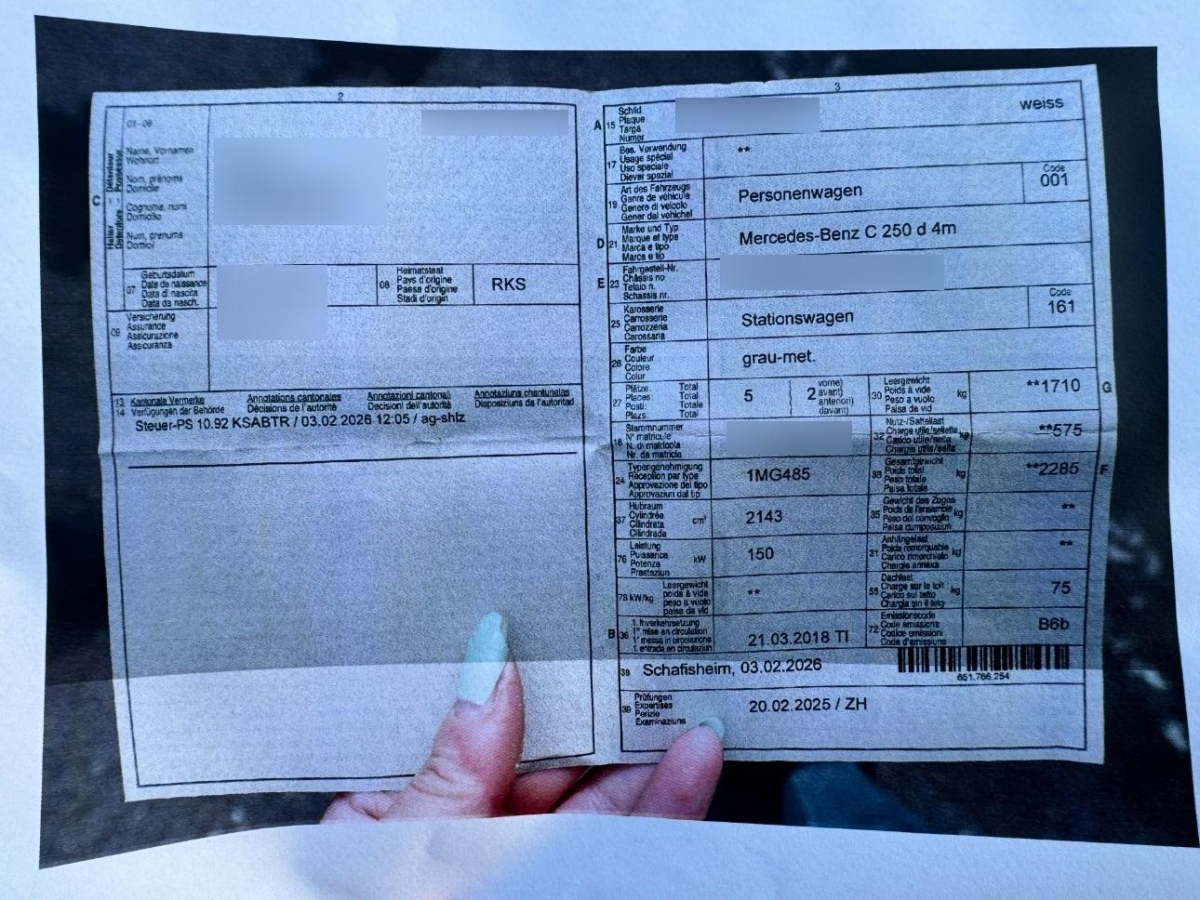 2
01-06
C
Halter Détenteur
Detentore Possessur
Name, Vornamen
Wohnort
Nom, prénoms
Domicile
Cognome, nomi
Domicilio
Num, prenums
Domicil
07
Geburtsdatum
Date de naissance
Data di nascita
Data da nasch.
08
Heimatstaat
Pays d'origine
Paese d'origine
Stadi d'origin
RKS
09
Versicherung
Assurance
Assicurazione
Assicuranza
13 Kantonale Vermerke Annotations cantonales Annotazioni cantonali Annotaziuns chantunalas
14 Verfügungen der Behörde Décisions de l'autorité Decisioni dell'autorità Disposiziuns da l'autoritad
Steuer-PS 10.92 KSABTR / 03.02.2026 12:05 / ag-shlz
3
A 15
Schild
Plaque
Targa
Numer
weiss
17
Bes. Verwendung
Usage spécial
Uso speciale
Diever spezial
**
19
Art des Fahrzeugs
Genre de véhicule
Genere di veicolo
Gener dal vehichel
Personenwagen
Code
001
D 21
Marke und Typ
Marque et type
Marca e tipo
Marca e tip
Mercedes-Benz C 250 d 4m
E 23
Fahrgestell-Nr.
Châssis no
Telaio n.
Schassis nr.
25
Karosserie
Carrosserie
Carrozzeria
Carossaria
Stationswagen
Code
161
26
Farbe
Couleur
Colore
Colur
grau-met.
27
Plätze Total
Places Total
Posti Totale
Plazs Total
5
2
vorne)
avant)
anteriori)
davant)
30
Leergewicht
Poids à vide
Peso a vuoto
Paisa da vid
kg
**1710
G
18
Stammnummer
N° matricule
N. di matricola
Nr. da matricla
32
Nutz-/Sattellast
Charge utile/sellette
Carico utile/sella
Chargia utila/sella
kg
**575
24
Typengenehmigung
Réception par type
Approvazione del tipo
Approvaziun dal tip
1MG485
33
Gesamtgewicht
Poids total
Peso totale
Paisa totala
kg
**2285
F
37
Hubraum
Cylindrée
Cilindrata
Cilindrada
cm³
2143
35
Gewicht des Zuges
Poids de l'ensemble
Peso del convoglio
Paisa cumposiziun
kg
**
76
Leistung
Puissance
Potenza
Prestaziun
kW
150
31
Anhängelast
Poids remorquable
Carico rimorchiato
Chargia annexa
kg
**
78 kW/kg
Leergewicht
poids à vide
peso a vuoto
paisa da vid
**
55
Dachlast
Charge sur le toit
Carico sul tetto
Chargia sin il tetg
kg
75
B 36
1. Inverkehrsetzung
1re mise en circulation
1a messa in circolazione
1. entrada en circulaziun
21.03.2018 TI
72
Emissionscode
Code émissions
Codice emissioni
Code d'emissiuns
B6b
38
Schafisheim, 03.02.2026
651.766.254
39
Prüfungen
Expertises
Perizie
Examinaziuns
20.02.2025 / ZH